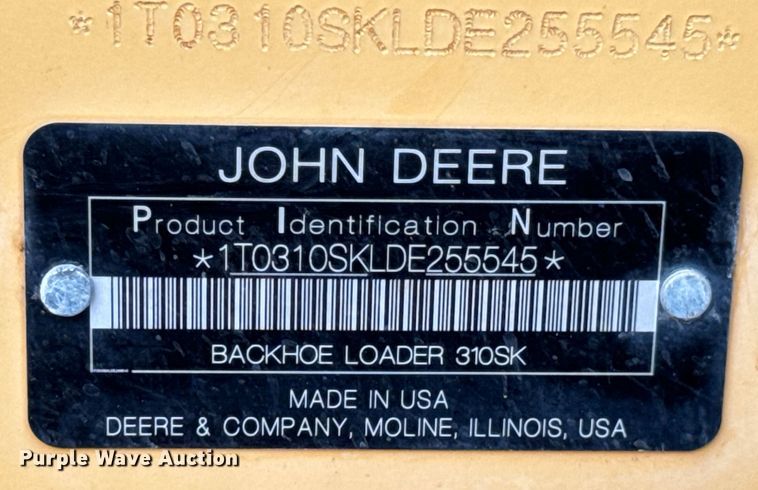 *1T0310SKLDE255545*
JOHN DEERE
Product Identification Number
*1T0310SKLDE255545*
BACKHOE LOADER 310SK
MADE IN USA
DEERE & COMPANY, MOLINE, ILLINOIS, USA
Purple Wave Auction